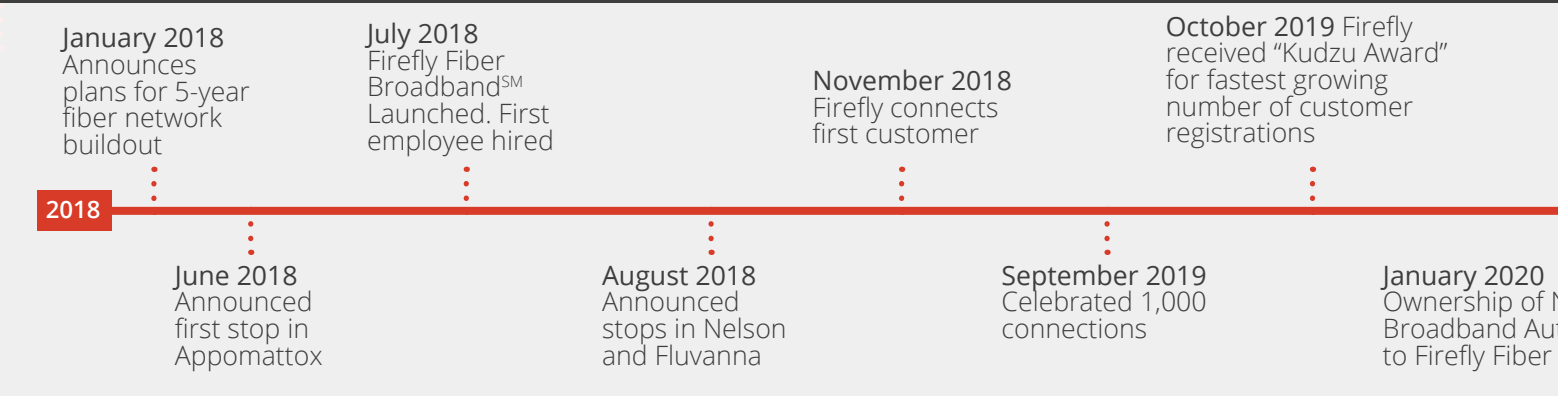 January 2018
Announces
plans for 5-year
fiber network
buildout
July 2018
Firefly Fiber
Broadband℠
Launched. First
employee hired
November 2018
Firefly connects
first customer
October 2019 Firefly
received “Kudzu Award”
for fastest growing
number of customer
registrations
2018
June 2018
Announced
first stop in
Appomattox
August 2018
Announced
stops in Nelson
and Fluvanna
September 2019
Celebrated 1,000
connections
January 2020
Ownership of
Broadband
to Firefly Fiber